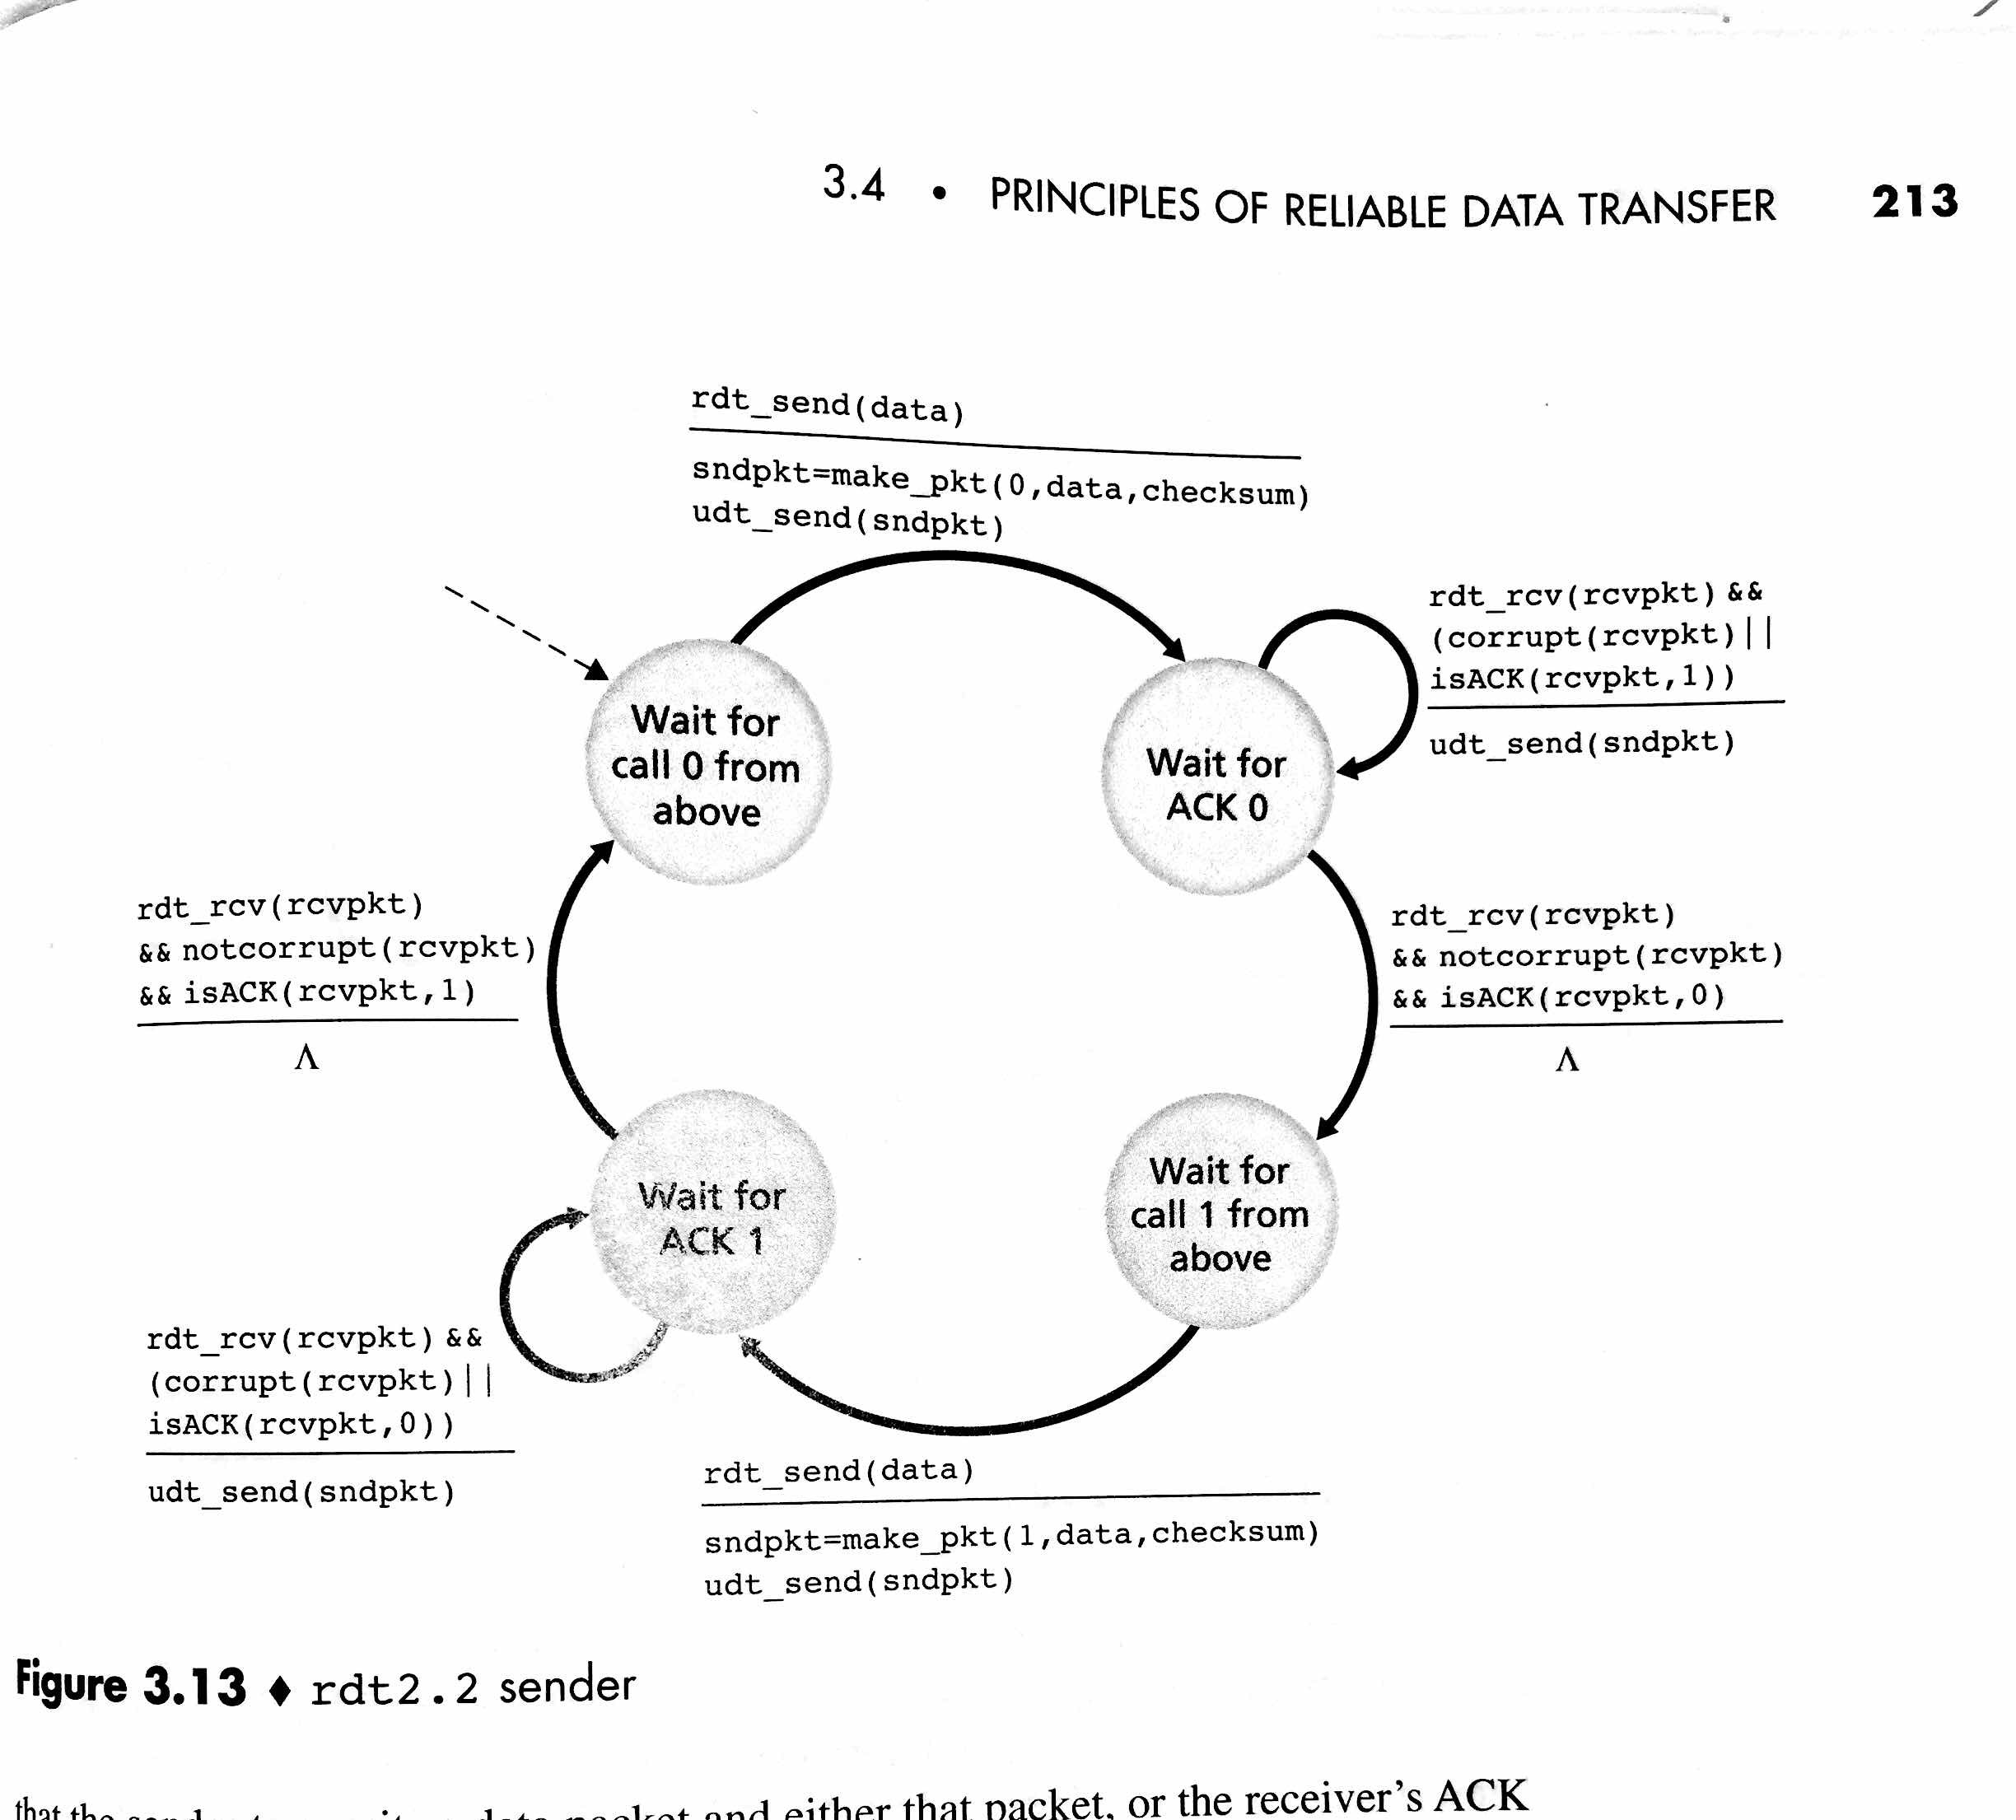 3.4 • PRINCIPLES OF RELIABLE DATA TRANSFER 213
rdt_send(data)
sndpkt=make_pkt(0,data,checksum)
udt_send(sndpkt)
rdt_rcv(rcvpkt) &&
(corrupt(rcvpkt)||
isACK(rcvpkt,1))
udt_send(sndpkt)
Wait for
call 0 from
above
Wait for
ACK 0
rdt_rcv(rcvpkt)
&& notcorrupt(rcvpkt)
&& isACK(rcvpkt,1)
Λ
rdt_rcv(rcvpkt)
&& notcorrupt(rcvpkt)
&& isACK(rcvpkt,0)
Λ
Wait for
ACK 1
Wait for
call 1 from
above
rdt_rcv(rcvpkt) &&
(corrupt(rcvpkt)||
isACK(rcvpkt,0))
udt_send(sndpkt)
rdt_send(data)
sndpkt=make_pkt(1,data,checksum)
udt_send(sndpkt)
Figure 3.13 ♦ rdt2.2 sender
that the packet and either that packet, or the receiver's ACK